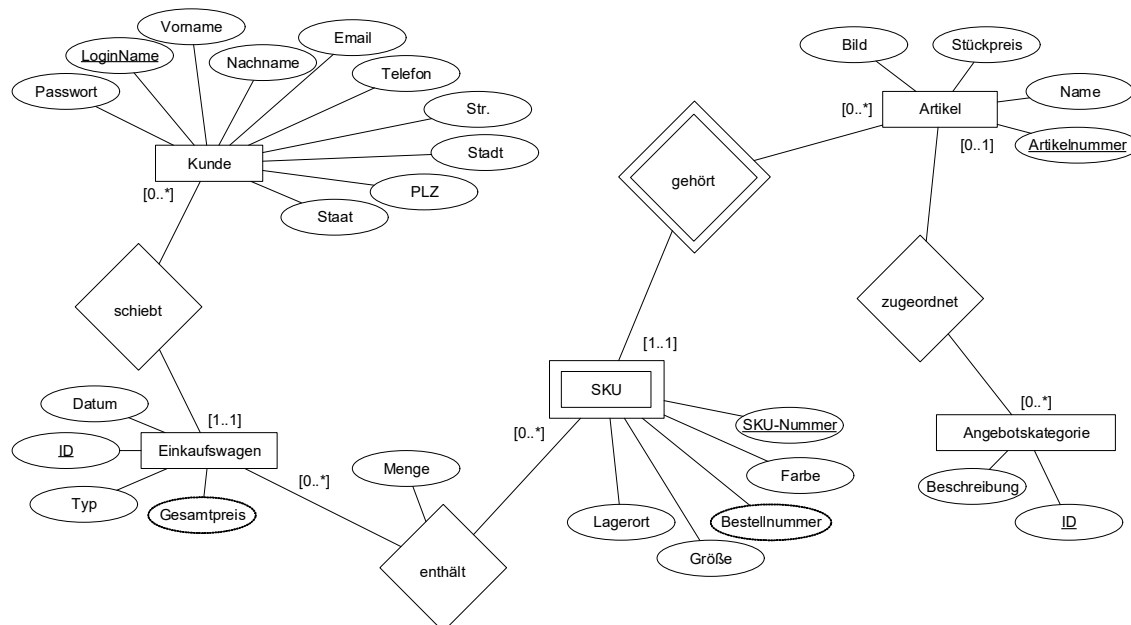 Vorname
Email
Bild
Stückpreis
LoginName
Nachname
Telefon
Passwort
Name
Str.
[0..*]
Artikel
Artikelnummer
Kunde
Stadt
[0..1]
[0..*]
PLZ
gehört
Staat
schiebt
zugeordnet
[1..1]
SKU
Datum
[1..1]
[0..*]
[0..*]
SKU-Nummer
Angebotskategorie
ID
Einkaufswagen
Menge
Farbe
[0..*]
Beschreibung
Typ
Gesamtpreis
Lagerort
Bestellnummer
ID
Größe
enthält